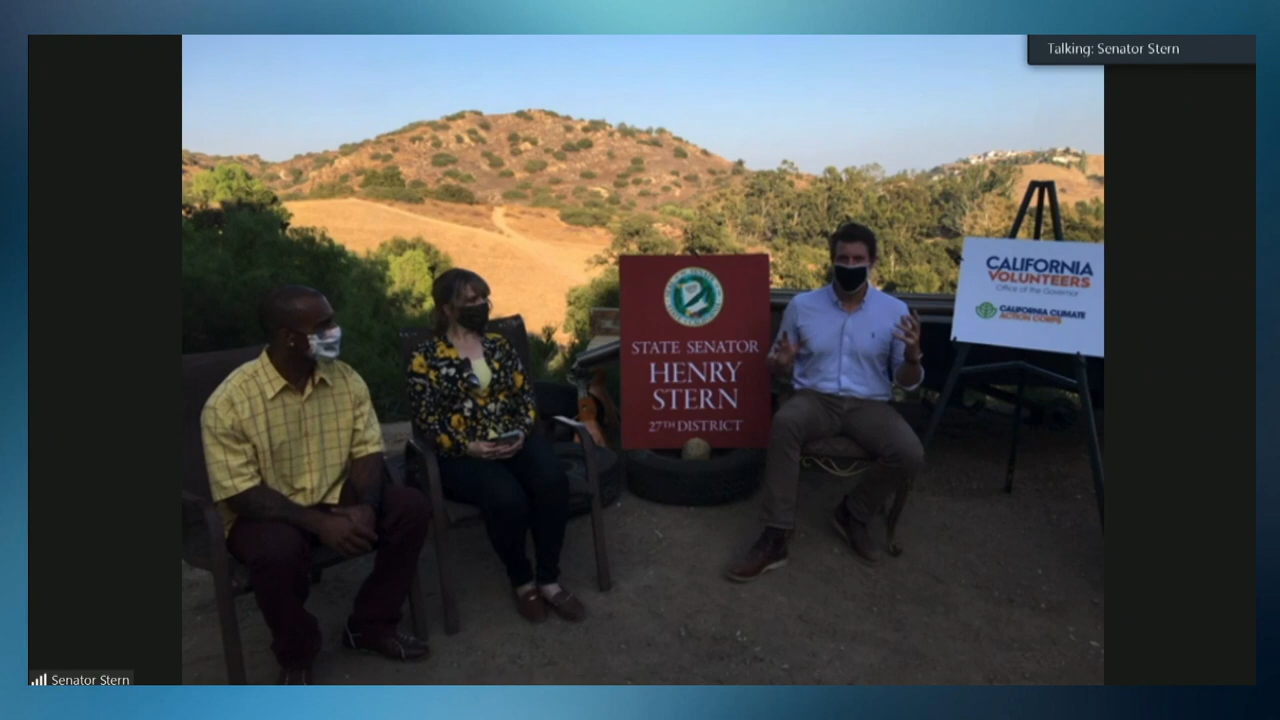 Talking: Senator Stern
STATE SENATOR
HENRY
STERN
27TH DISTRICT
CALIFORNIA
VOLUNTEERS
Office of the Governor
CALIFORNIA CLIMATE
ACTION CORPS
Senator Stern